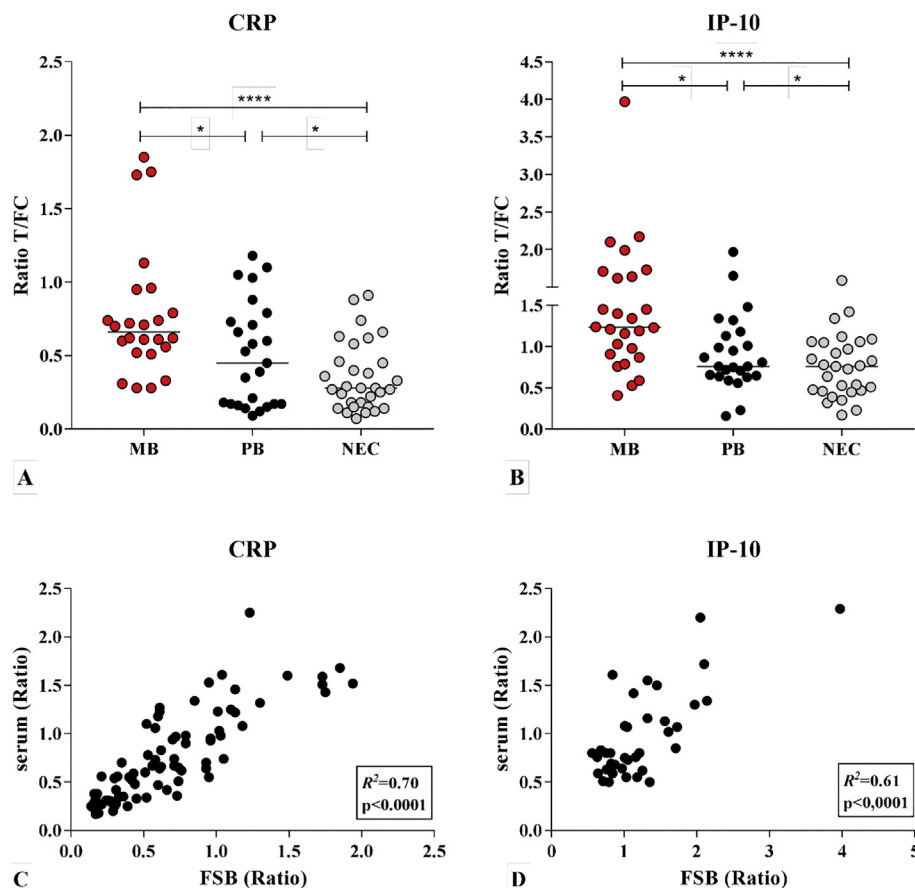 CRP
2.5
2.0
1.5
1.0
0.5
0.0
Ratio T/FC
****
*
*
MB
PB
NEC
A
IP-10
4.5
4.0
3.5
3.0
2.5
2.0
1.5
1.0
0.5
0.0
Ratio T/FC
****
*
*
MB
PB
NEC
B
CRP
2.5
2.0
1.5
1.0
0.5
0.0
serum (Ratio)
R²=0.70
p<0.0001
0.0 0.5 1.0 1.5 2.0 2.5
FSB (Ratio)
C
IP-10
2.5
2.0
1.5
1.0
0.5
0.0
serum (Ratio)
R²=0.61
p<0,0001
0 1 2 3 4 5
FSB (Ratio)
D